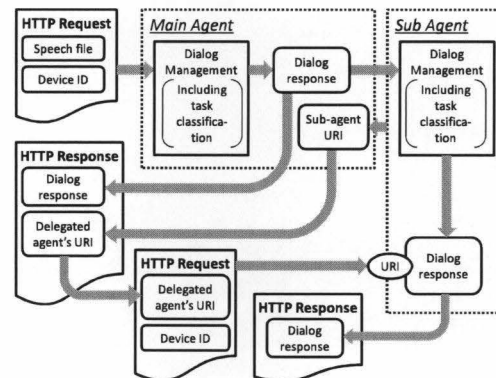 HTTP Request
Speech file
Device ID
Main Agent
Dialog
Management
Including
task
classifica-
tion
Dialog
response
Sub-agent
URI
Sub Agent
Dialog
Management
Including
task
classifica-
tion
HTTP Response
Dialog
response
Delegated
agent's URI
HTTP Request
Delegated
agent's URI
Device ID
URI
Dialog
response
HTTP Response
Dialog
response